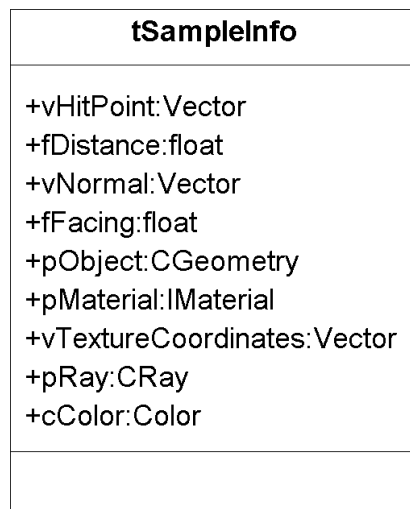 tSampleInfo
+vHitPoint:Vector
+fDistance:float
+vNormal:Vector
+fFacing:float
+pObject:CGeometry
+pMaterial:IMaterial
+vTextureCoordinates:Vector
+pRay:CRay
+cColor:Color